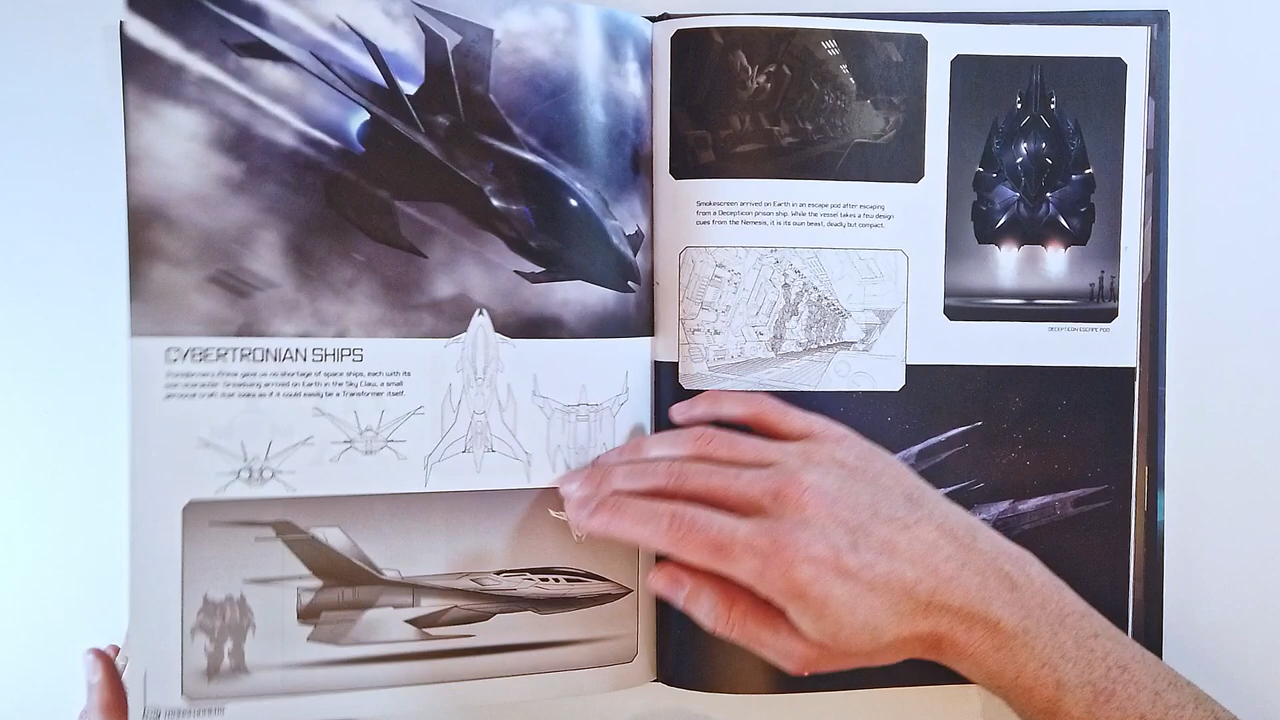 CYBERTRONIAN SHIPS
Transformers Prime gave us no shortage of space ships, each with its
own character. Dreadwing arrived on Earth in the Sky Claw, a small
personal craft that looks as if it could easily be a Transformer itself.
Smokescreen arrived on Earth in an escape pod after escaping
from a Decepticon prison ship. While the vessel takes a few design
cues from the Nemesis, it is its own beast, deadly but compact.
DECEPTICON ESCAPE POD